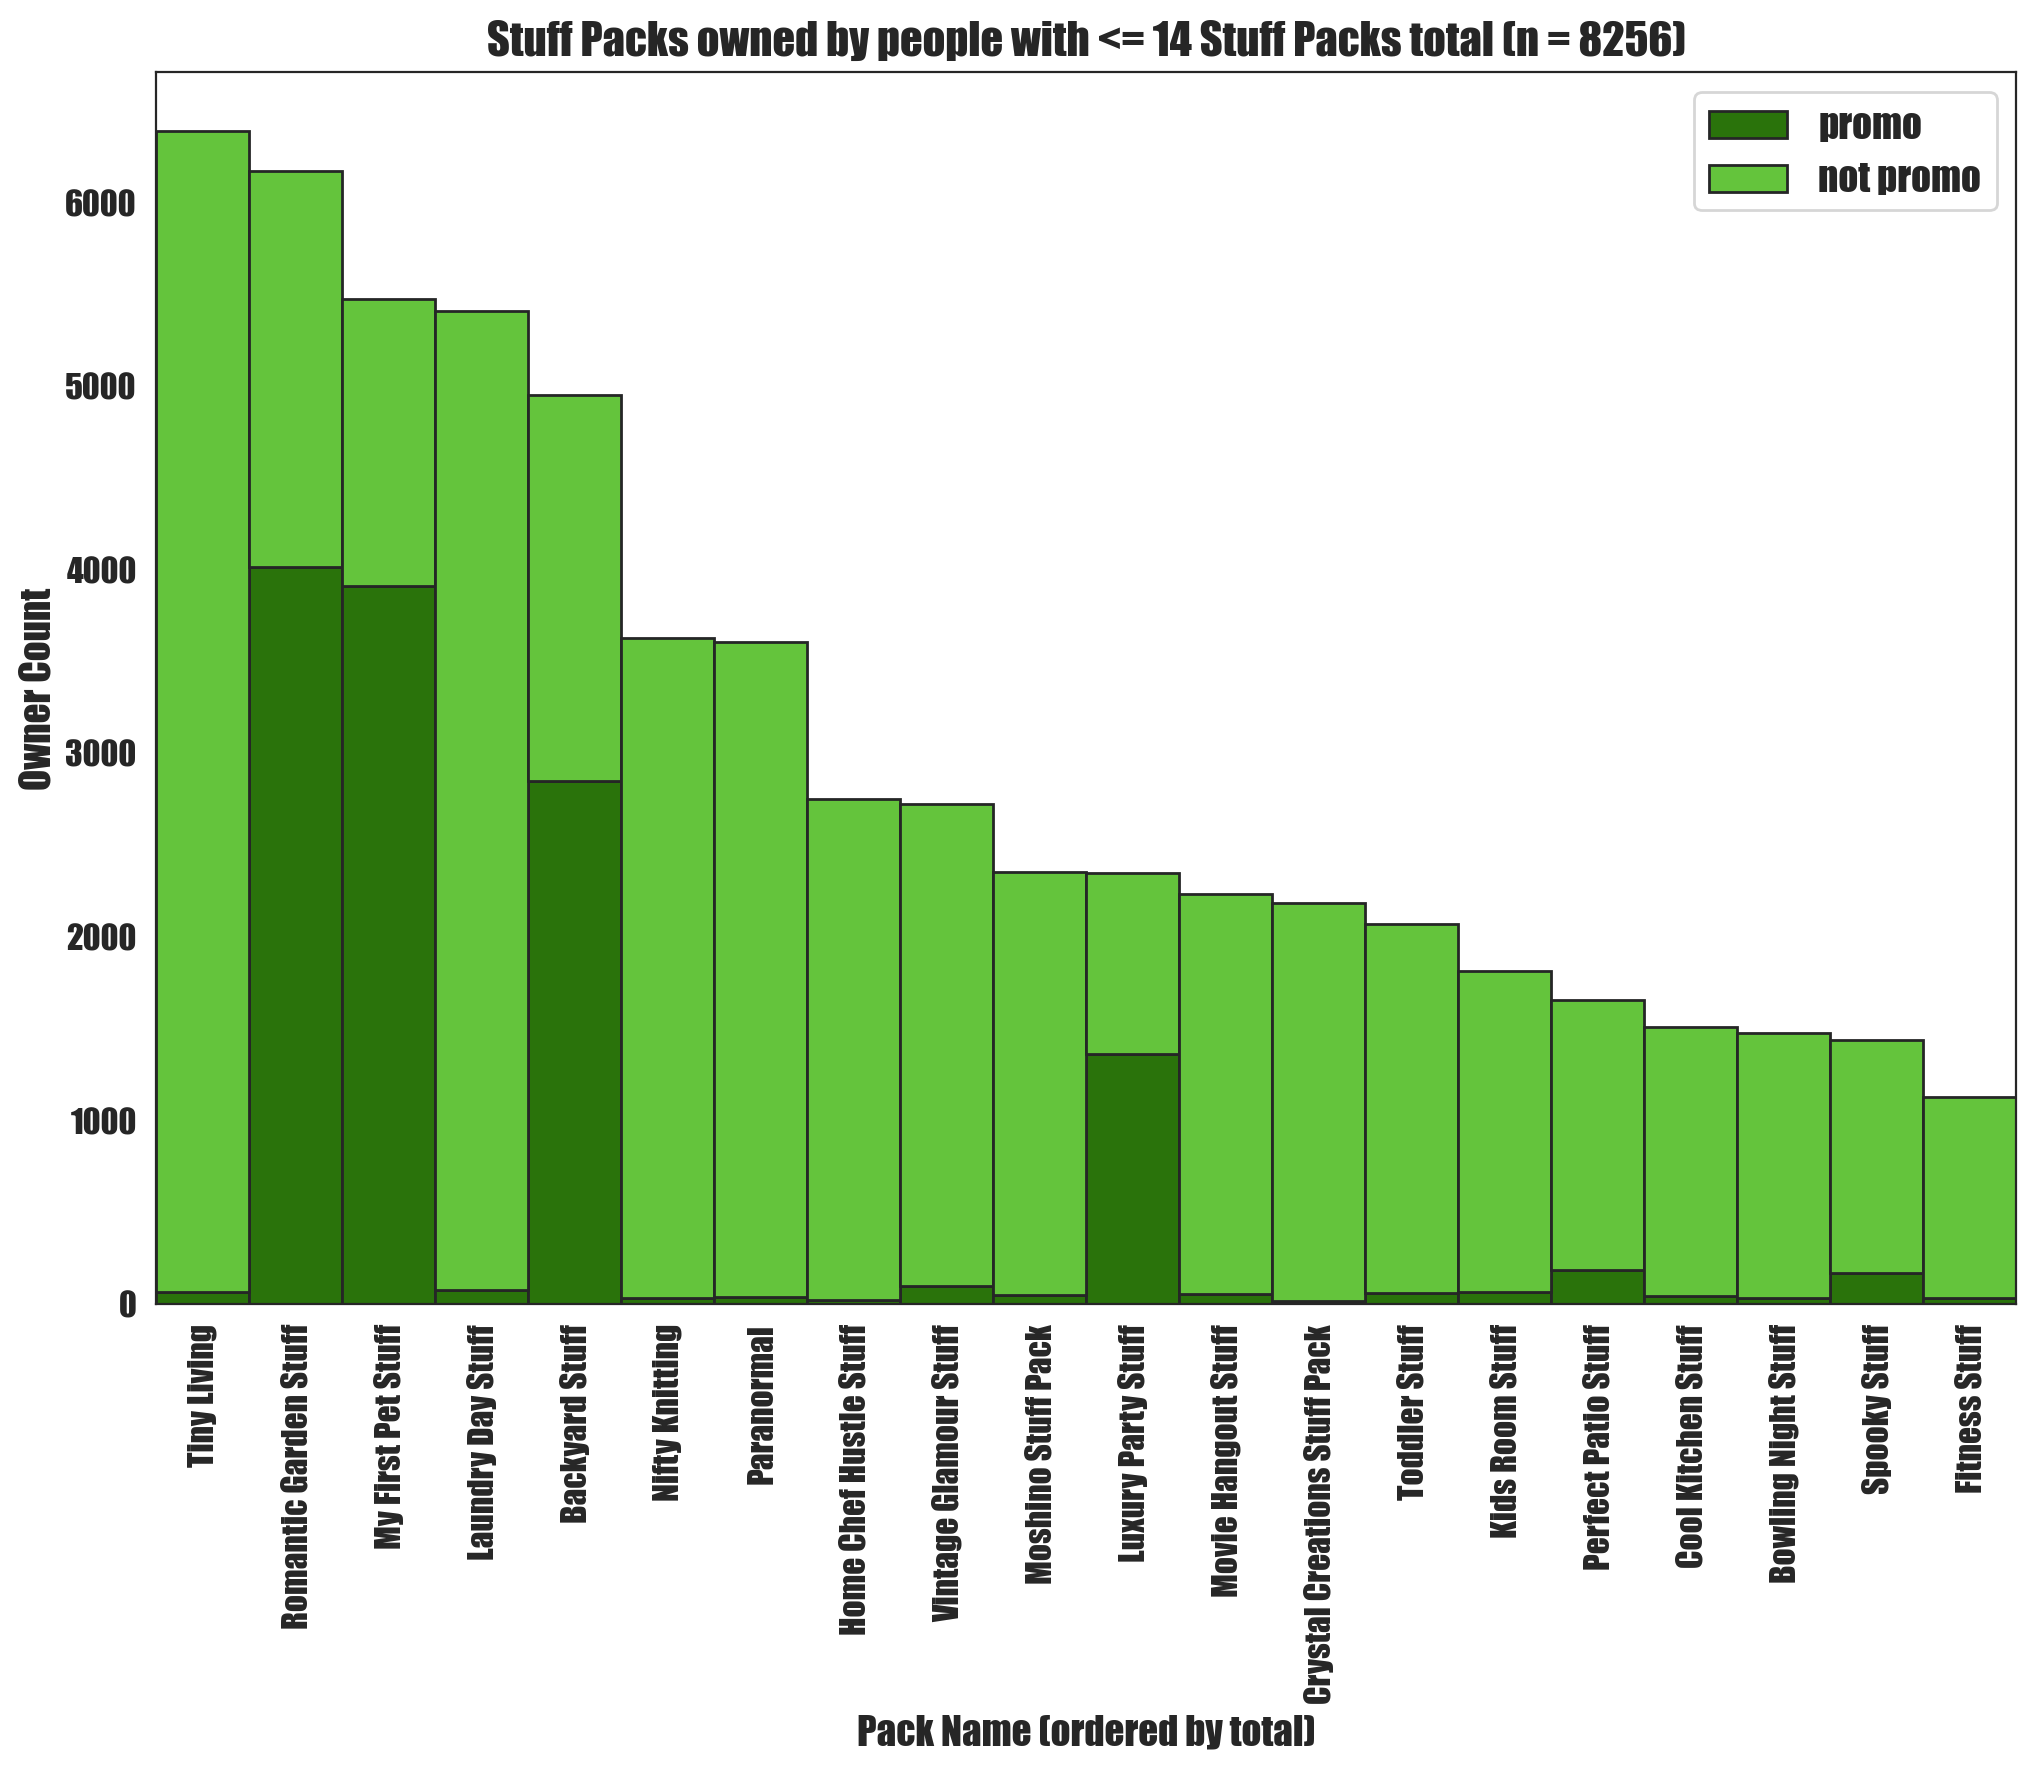 Stuff Packs owned by people with <= 14 Stuff Packs total (n = 8256)
promo
not promo
Owner Count
6000
5000
4000
3000
2000
1000
0
Tiny Living
Romantic Garden Stuff
My First Pet Stuff
Laundry Day Stuff
Backyard Stuff
Nifty Knitting
Paranormal
Home Chef Hustle Stuff
Vintage Glamour Stuff
Moshino Stuff Pack
Luxury Party Stuff
Movie Hangout Stuff
Crystal Creations Stuff Pack
Toddler Stuff
Kids Room Stuff
Perfect Patio Stuff
Cool Kitchen Stuff
Bowling Night Stuff
Spooky Stuff
Fitness Stuff
Pack Name (ordered by total)